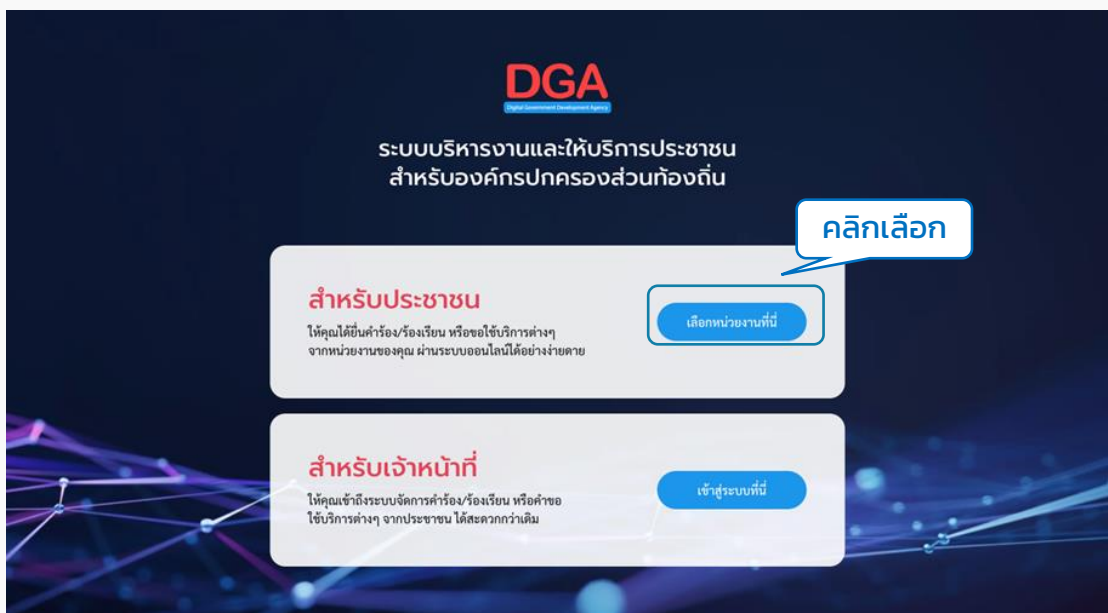 DGA
Digital Government Development Agency
ระบบบริหารงานและให้บริการประชาชน
สำหรับองค์กรปกครองส่วนท้องถิ่น
คลิกเลือก
สำหรับประชาชน
ให้คุณได้ยื่นคำร้อง/ร้องเรียน หรือขอใช้บริการต่างๆ
จากหน่วยงานของคุณ ผ่านระบบออนไลน์ได้อย่างง่ายดาย
เลือกหน่วยงานที่นี่
สำหรับเจ้าหน้าที่
ให้คุณเข้าถึงระบบจัดการคำร้อง/ร้องเรียน หรือคำขอ
ใช้บริการต่างๆ จากประชาชน ได้สะดวกกว่าเดิม
เข้าสู่ระบบที่นี่